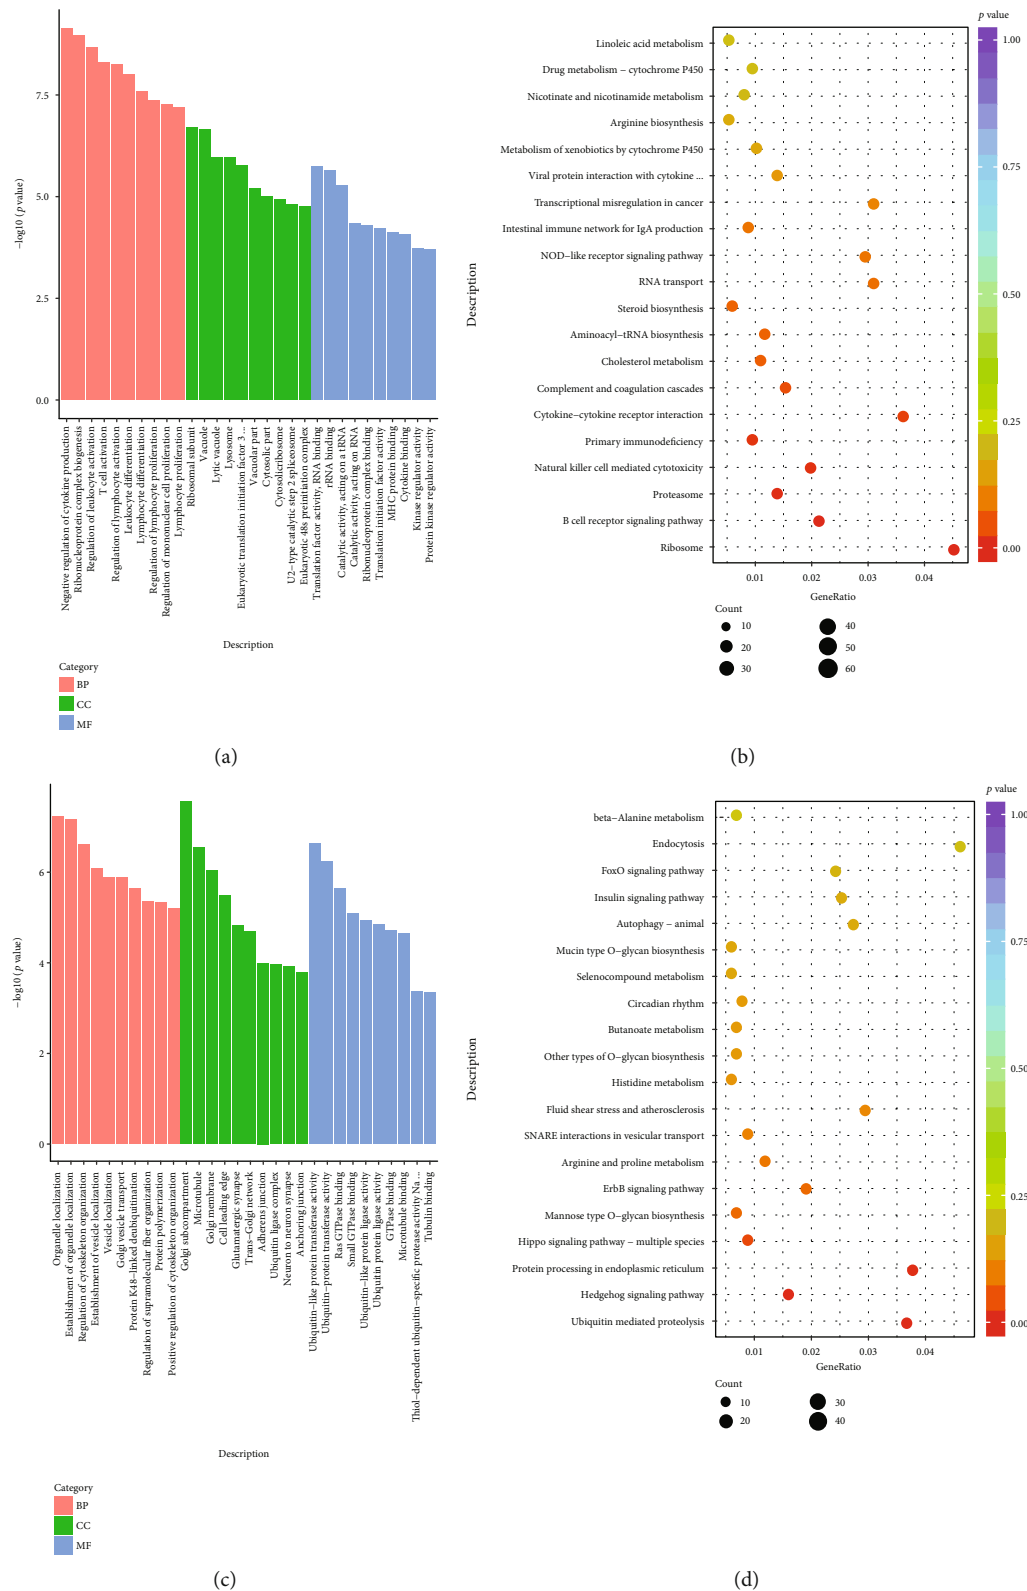 7.5
5.0
2.5
0.0
−log10 (p value)
Negative regulation of cytokine production
Ribonucleoprotein complex biogenesis
Regulation of leukocyte activation
T cell activation
Regulation of lymphocyte activation
Leukocyte differentiation
Lymphocyte differentiation
Regulation of lymphocyte proliferation
Regulation of mononuclear cell proliferation
Lymphocyte proliferation
Ribosomal subunit
Vacuole
Lytic vacuole
Lysosome
Eukaryotic translation initiation factor 3 ...
Vacuolar part
Cytosolic part
Cytosolicribosome
U2−type catalytic step 2 spliceosome
Eukaryotic 48s preinitiation complex
Translation factor activity, RNA binding
rRNA binding
Catalytic activity, acting on a tRNA
Catalytic activity, acting on RNA
Ribonucleoprotein complex binding
Translation initiation factor activity
MHC protein binding
Cytokine binding
Kinase regulator activity
Protein kinase regulator activity
Description
Category
BP
CC
MF
(a)
Description
Linoleic acid metabolism
Drug metabolism − cytochrome P450
Nicotinate and nicotinamide metabolism
Arginine biosynthesis
Metabolism of xenobiotics by cytochrome P450
Viral protein interaction with cytokine ...
Transcriptional misregulation in cancer
Intestinal immune network for IgA production
NOD−like receptor signaling pathway
RNA transport
Steroid biosynthesis
Aminoacyl−tRNA biosynthesis
Cholesterol metabolism
Complement and coagulation cascades
Cytokine−cytokine receptor interaction
Primary immunodeficiency
Natural killer cell mediated cytotoxicity
Proteasome
B cell receptor signaling pathway
Ribosome
0.01 0.02 0.03 0.04
GeneRatio
p value
1.00
0.75
0.50
0.25
0.00
Count
10 40
20 50
30 60
(b)
6
4
2
0
−log10 (p value)
Organelle localization
Establishment of organelle localization
Regulation of cytoskeleton organization
Establishment of vesicle localization
Vesicle localization
Golgi vesicle transport
Protein K48−linked deubiquitination
Regulation of supramolecular fiber organization
Protein polymerization
Positive regulation of cytoskeleton organization
Golgi subcompartment
Microtubule
Golgi membrane
Cell leading edge
Glutamatergic synapse
Trans−Golgi network
Adherens junction
Ubiquitin ligase complex
Neuron to neuron synapse
Anchoring junction
Ubiquitin−like protein transferase activity
Ubiquitin−protein transferase activity
Ras GTPase binding
Small GTPase binding
Ubiquitin−like protein ligase activity
Ubiquitin protein ligase activity
GTPase binding
Microtubule binding
Thiol−dependent ubiquitin−specific protease activity Na ...
Tubulin binding
Description
Category
BP
CC
MF
(c)
Description
beta−Alanine metabolism
Endocytosis
FoxO signaling pathway
Insulin signaling pathway
Autophagy − animal
Mucin type O−glycan biosynthesis
Selenocompound metabolism
Circadian rhythm
Butanoate metabolism
Other types of O−glycan biosynthesis
Histidine metabolism
Fluid shear stress and atherosclerosis
SNARE interactions in vesicular transport
Arginine and proline metabolism
ErbB signaling pathway
Mannose type O−glycan biosynthesis
Hippo signaling pathway − multiple species
Protein processing in endoplasmic reticulum
Hedgehog signaling pathway
Ubiquitin mediated proteolysis
0.01 0.02 0.03 0.04
GeneRatio
p value
1.00
0.75
0.50
0.25
0.00
Count
10 30
20 40
(d)